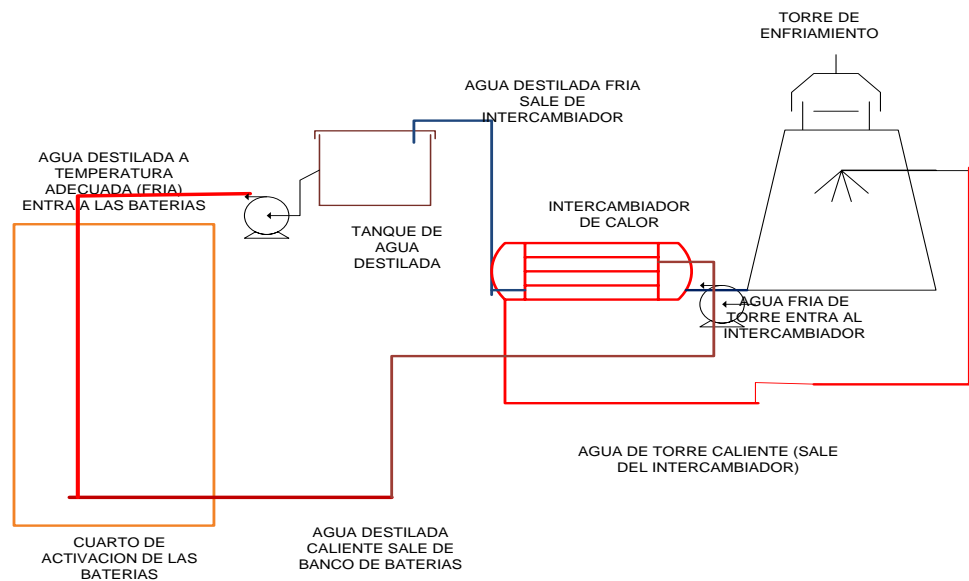 TORRE DE
ENFRIAMIENTO
AGUA DESTILADA FRIA
SALE DE
INTERCAMBIADOR
AGUA DESTILADA A
TEMPERATURA
ADECUADA (FRIA)
ENTRA A LAS BATERIAS
TANQUE DE
AGUA
DESTILADA
INTERCAMBIADOR
DE CALOR
AGUA FRIA DE
TORRE ENTRA AL
INTERCAMBIADOR
AGUA DE TORRE CALIENTE (SALE
DEL INTERCAMBIADOR)
AGUA DESTILADA
CALIENTE SALE DE
BANCO DE BATERIAS
CUARTO DE
ACTIVACION DE LAS
BATERIAS